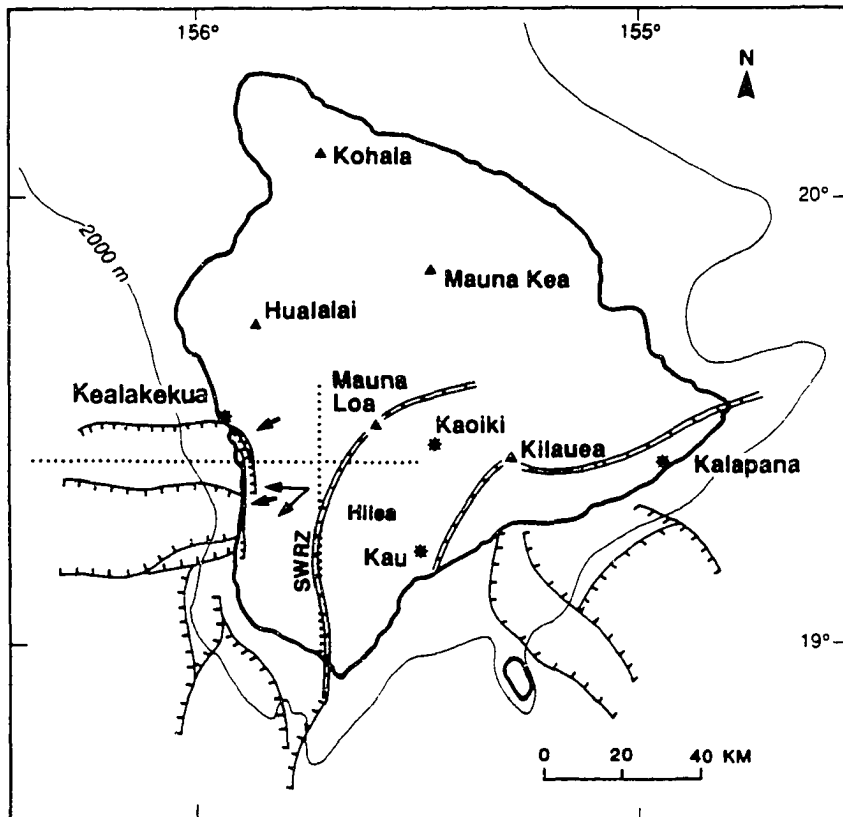 156°
155°
N
Kohala
20°
2000 m
Mauna Kea
Hualalai
Mauna
Loa
Kealakekua
Kaoiki
Kilauea
Kalapana
Hilea
SWRZ
Kau
19°
0 20 40 KM